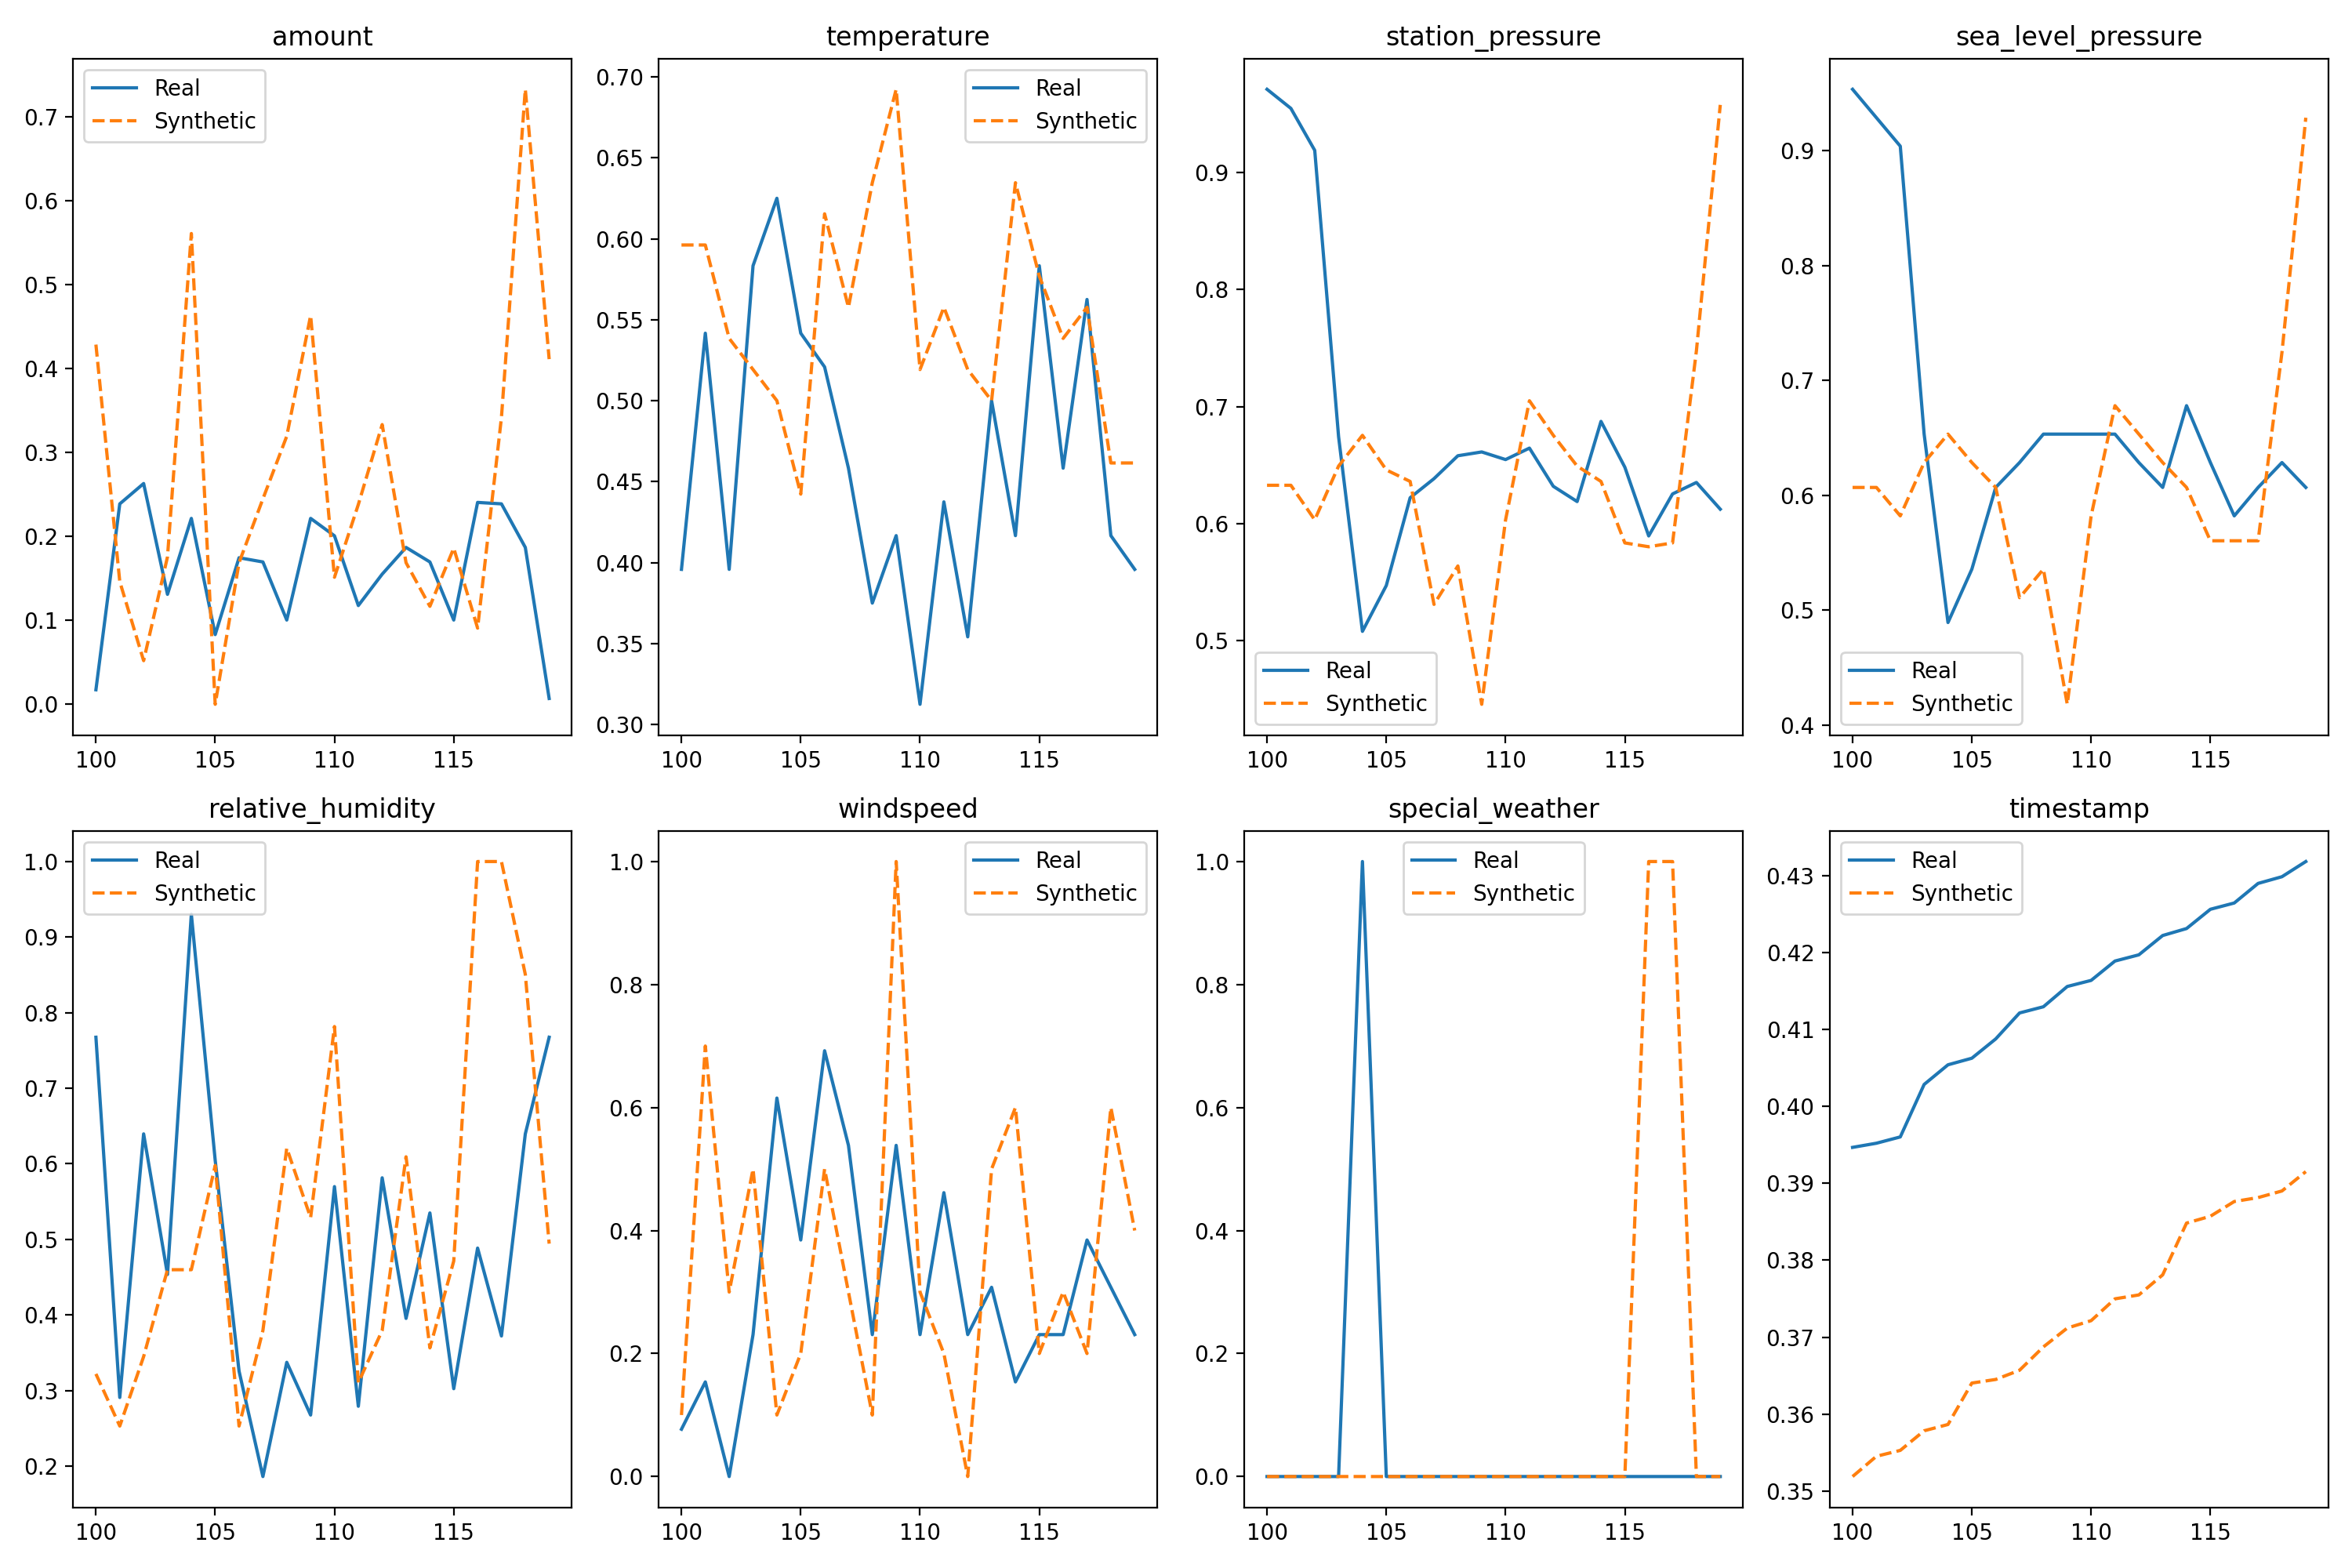 amount
Real
Synthetic
0.7
0.6
0.5
0.4
0.3
0.2
0.1
0.0
100 105 110 115
temperature
Real
Synthetic
0.70
0.65
0.60
0.55
0.50
0.45
0.40
0.35
0.30
100 105 110 115
station_pressure
0.9
0.8
0.7
0.6
0.5
Real
Synthetic
100 105 110 115
sea_level_pressure
0.9
0.8
0.7
0.6
0.5
0.4
Real
Synthetic
100 105 110 115
relative_humidity
Real
Synthetic
1.0
0.9
0.8
0.7
0.6
0.5
0.4
0.3
0.2
100 105 110 115
windspeed
Real
Synthetic
1.0
0.8
0.6
0.4
0.2
0.0
100 105 110 115
special_weather
Real
Synthetic
1.0
0.8
0.6
0.4
0.2
0.0
100 105 110 115
timestamp
Real
Synthetic
0.43
0.42
0.41
0.40
0.39
0.38
0.37
0.36
0.35
100 105 110 115